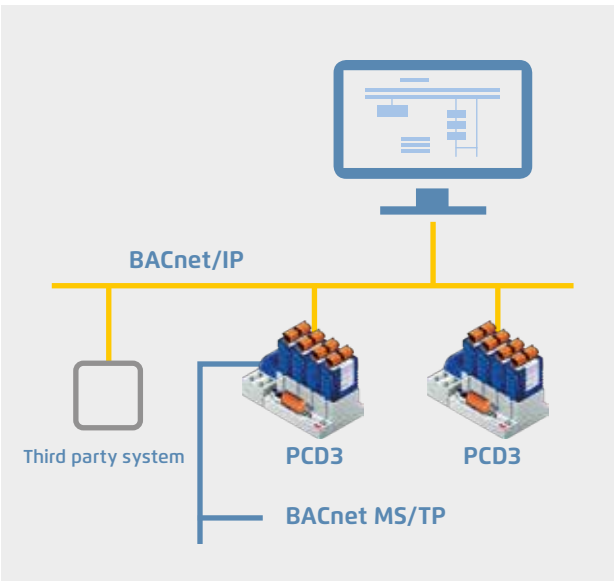 BACnet/IP
Third party system
PCD3
PCD3
BACnet MS/TP